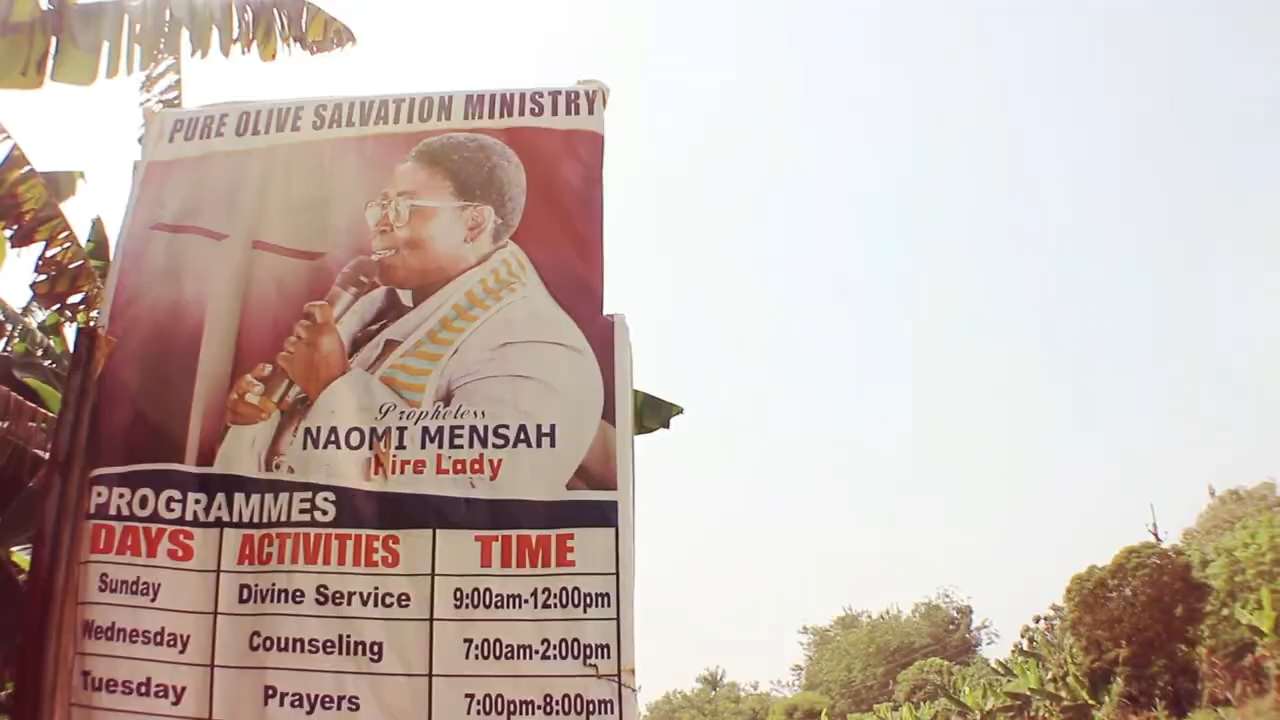 PURE OLIVE SALVATION MINISTRY
Prophetess
NAOMI MENSAH
Fire Lady
PROGRAMMES
DAYS ACTIVITIES TIME
Sunday Divine Service 9:00am-12:00pm
Wednesday Counseling 7:00am-2:00pm
Tuesday Prayers 7:00pm-8:00pm